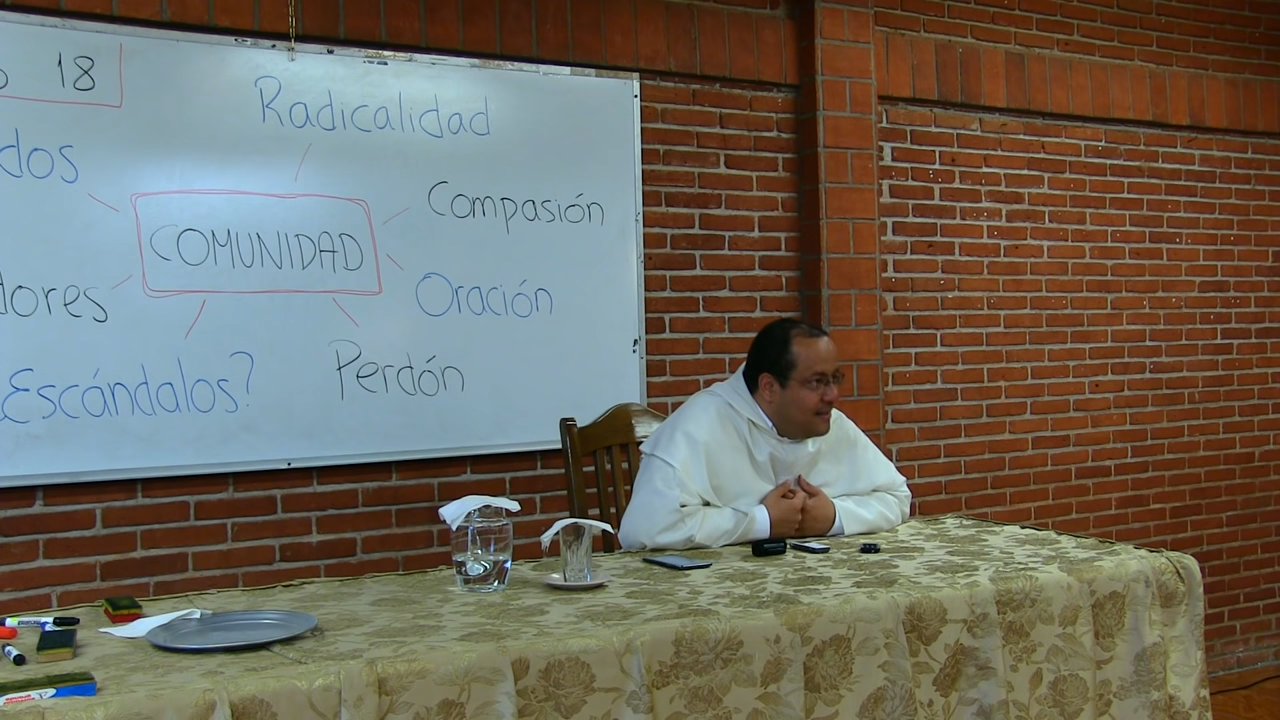 18
Radicalidad
dos
Compasión
COMUNIDAD
Oración
dores
Perdón
¿Escándalos?